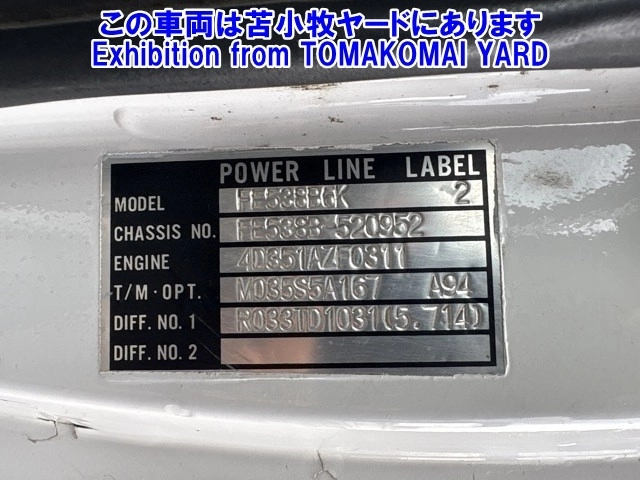 この車両は苫小牧ヤードにあります
Exhibition from TOMAKOMAI YARD
POWER LINE LABEL
MODEL FE538B6K 2
CHASSIS NO. FE538B-520952
ENGINE 4D351AZF0311
T/M·OPT. M035S5A167 A94
DIFF. NO. 1 R033TD1031(5.714)
DIFF. NO. 2